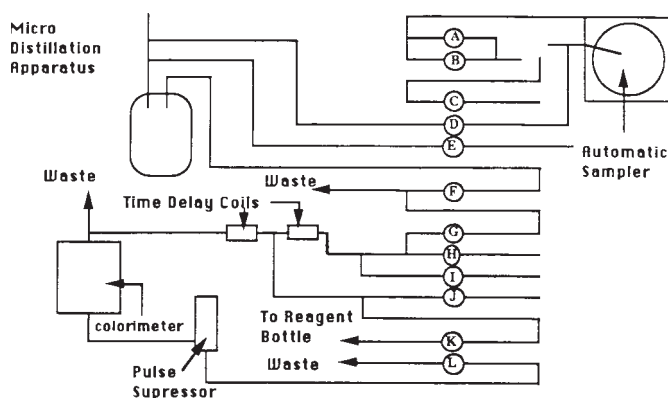 Micro
Distillation
Apparatus
A
B
C
D
E
Automatic
Sampler
Waste
Time Delay Coils
Waste
F
G
H
I
J
colorimeter
To Reagent
Bottle
K
Waste
L
Pulse
Supressor